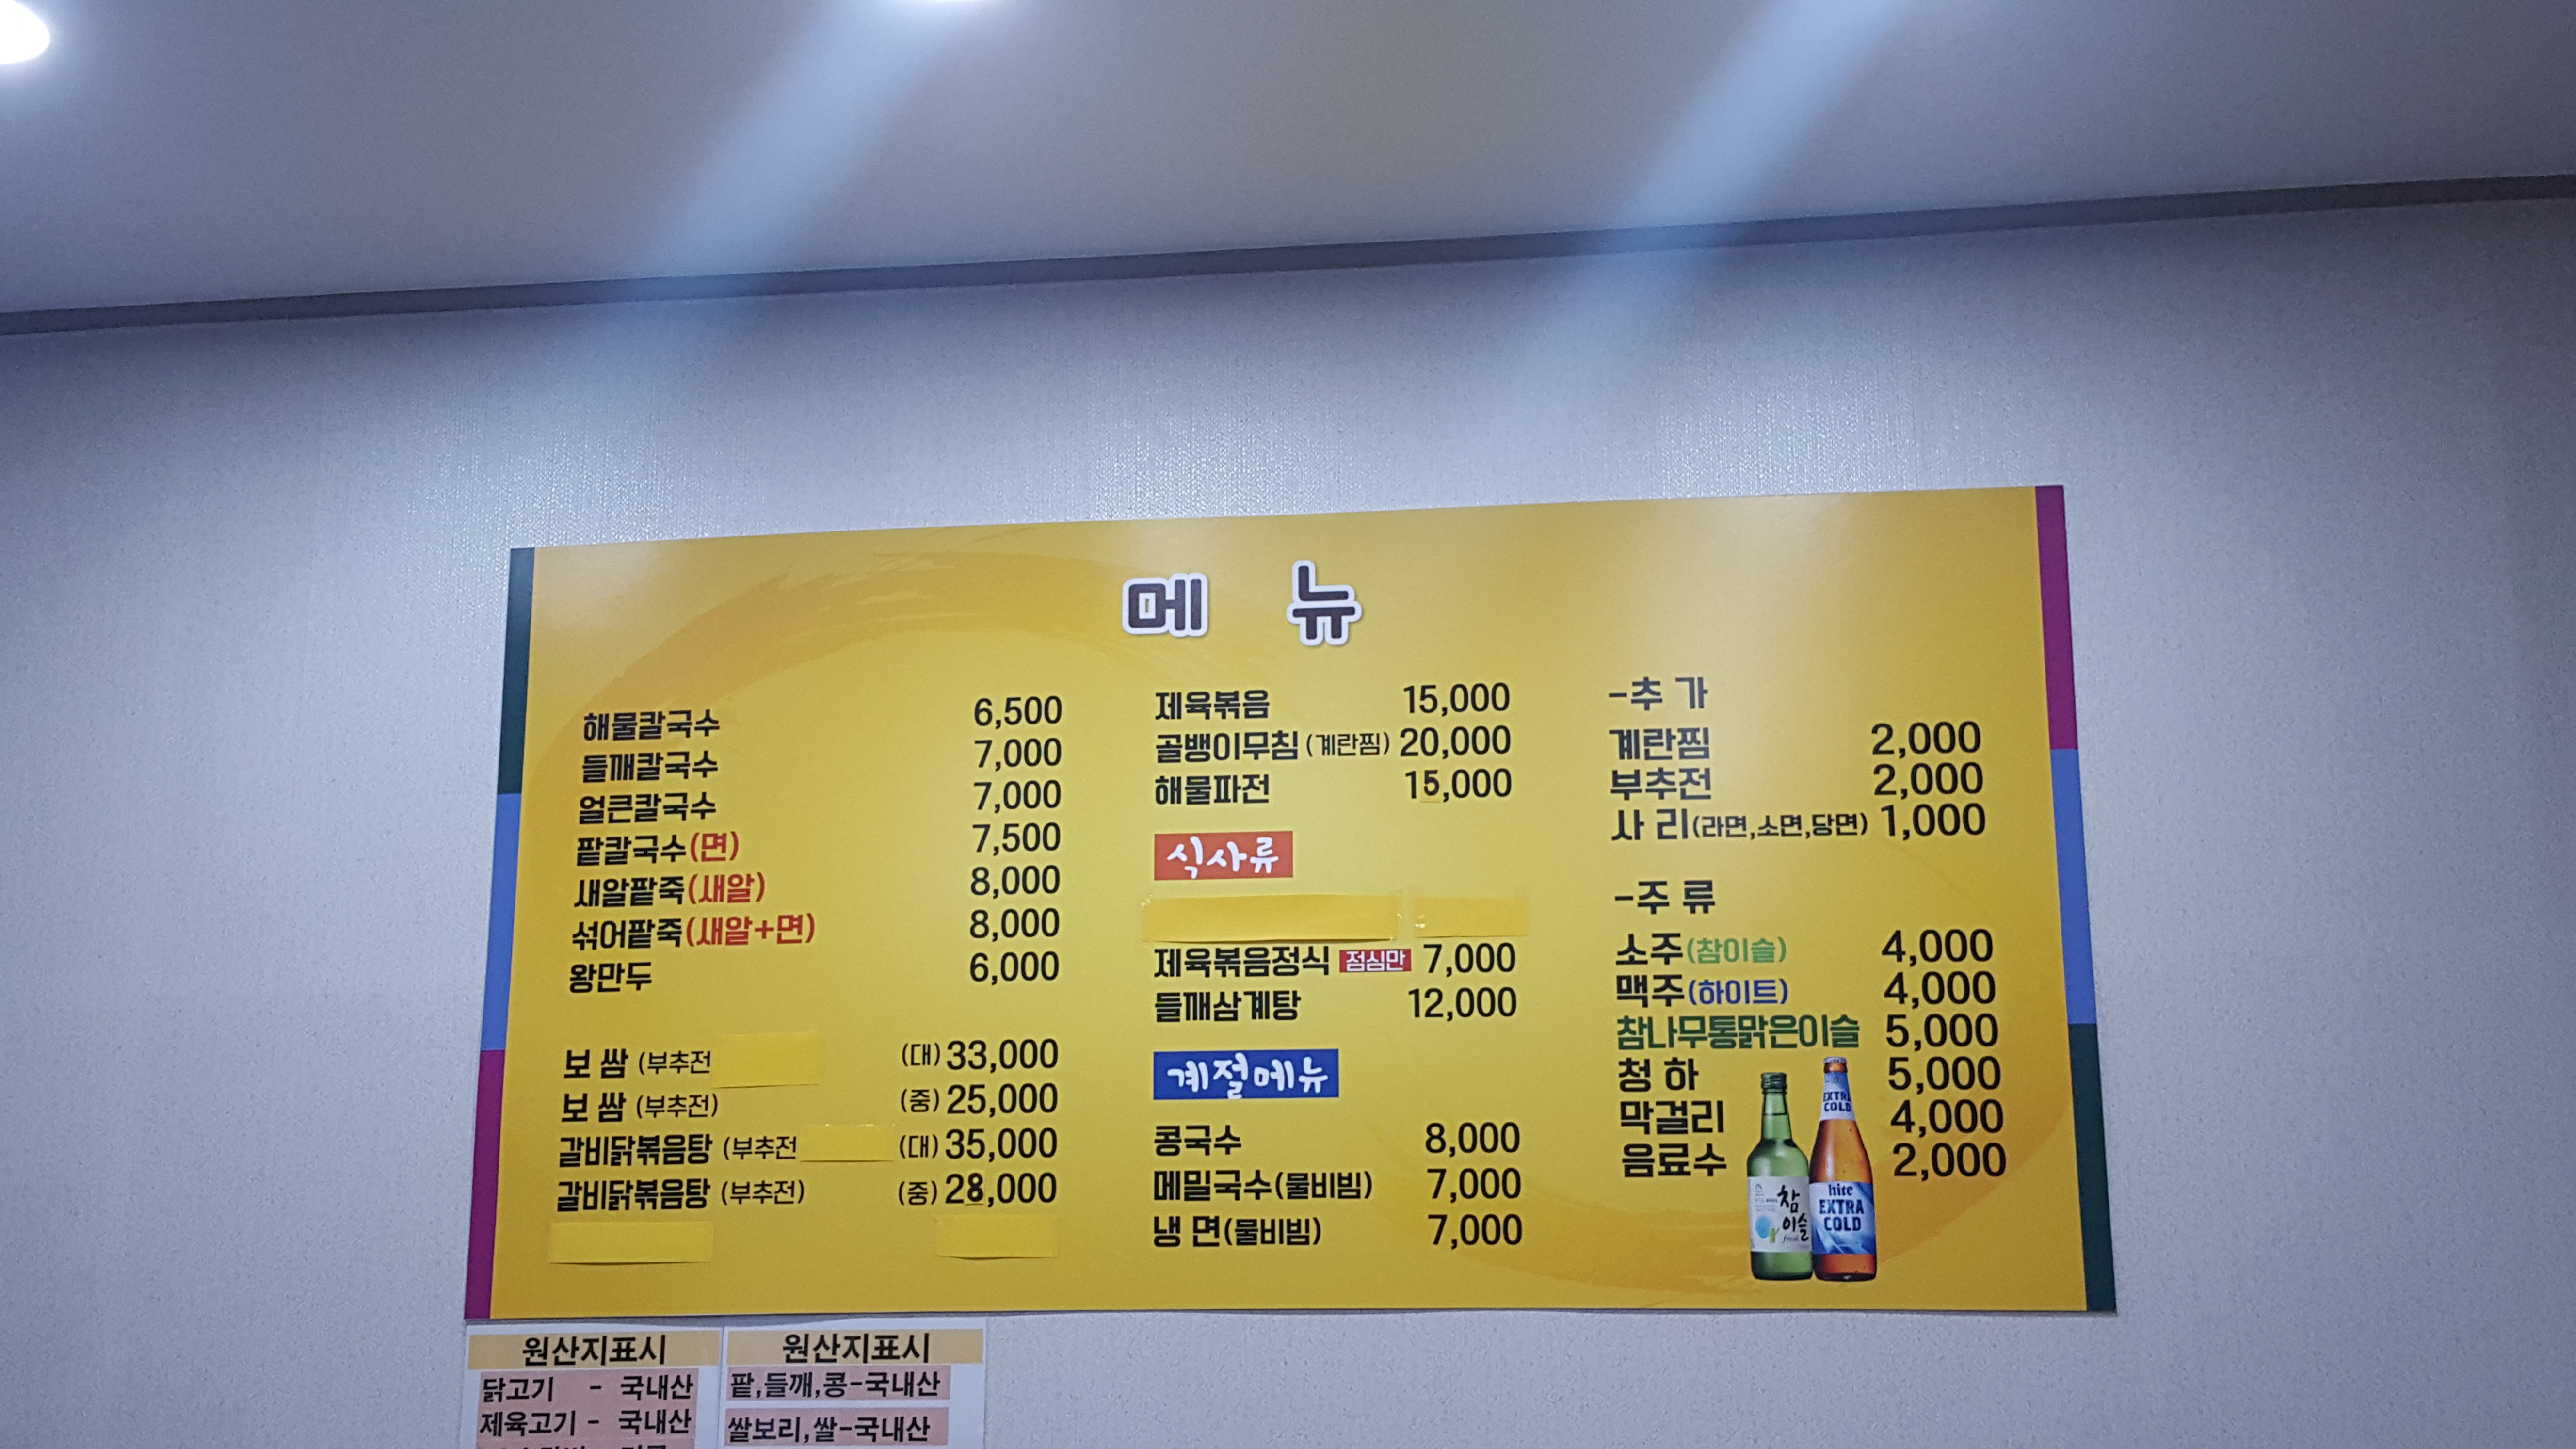 메 뉴
해물칼국수 6,500
들깨칼국수 7,000
얼큰칼국수 7,000
팥칼국수(면) 7,500
새알팥죽(새알) 8,000
섞어팥죽(새알+면) 8,000
왕만두 6,000
보 쌈 (부추전 (대) 33,000
보 쌈 (부추전) (중) 25,000
갈비닭볶음탕 (부추전 (대) 35,000
갈비닭볶음탕 (부추전) (중) 28,000
제육볶음 15,000
골뱅이무침 (계란찜) 20,000
해물파전 15,000
식사류
제육볶음정식 점심만 7,000
들깨삼계탕 12,000
계절메뉴
콩국수 8,000
메밀국수(물비빔) 7,000
냉 면(물비빔) 7,000
-추 가
계란찜 2,000
부추전 2,000
사 리(라면,소면,당면) 1,000
-주 류
소주(참이슬) 4,000
맥주(하이트) 4,000
참나무통맑은이슬 5,000
청 하 5,000
막걸리 4,000
음료수 2,000
참
이슬
fresh
EXTRA
COLD
hite
EXTRA
COLD
원산지표시
닭고기 - 국내산
제육고기 - 국내산
원산지표시
팥,들깨,콩-국내산
쌀보리,쌀-국내산